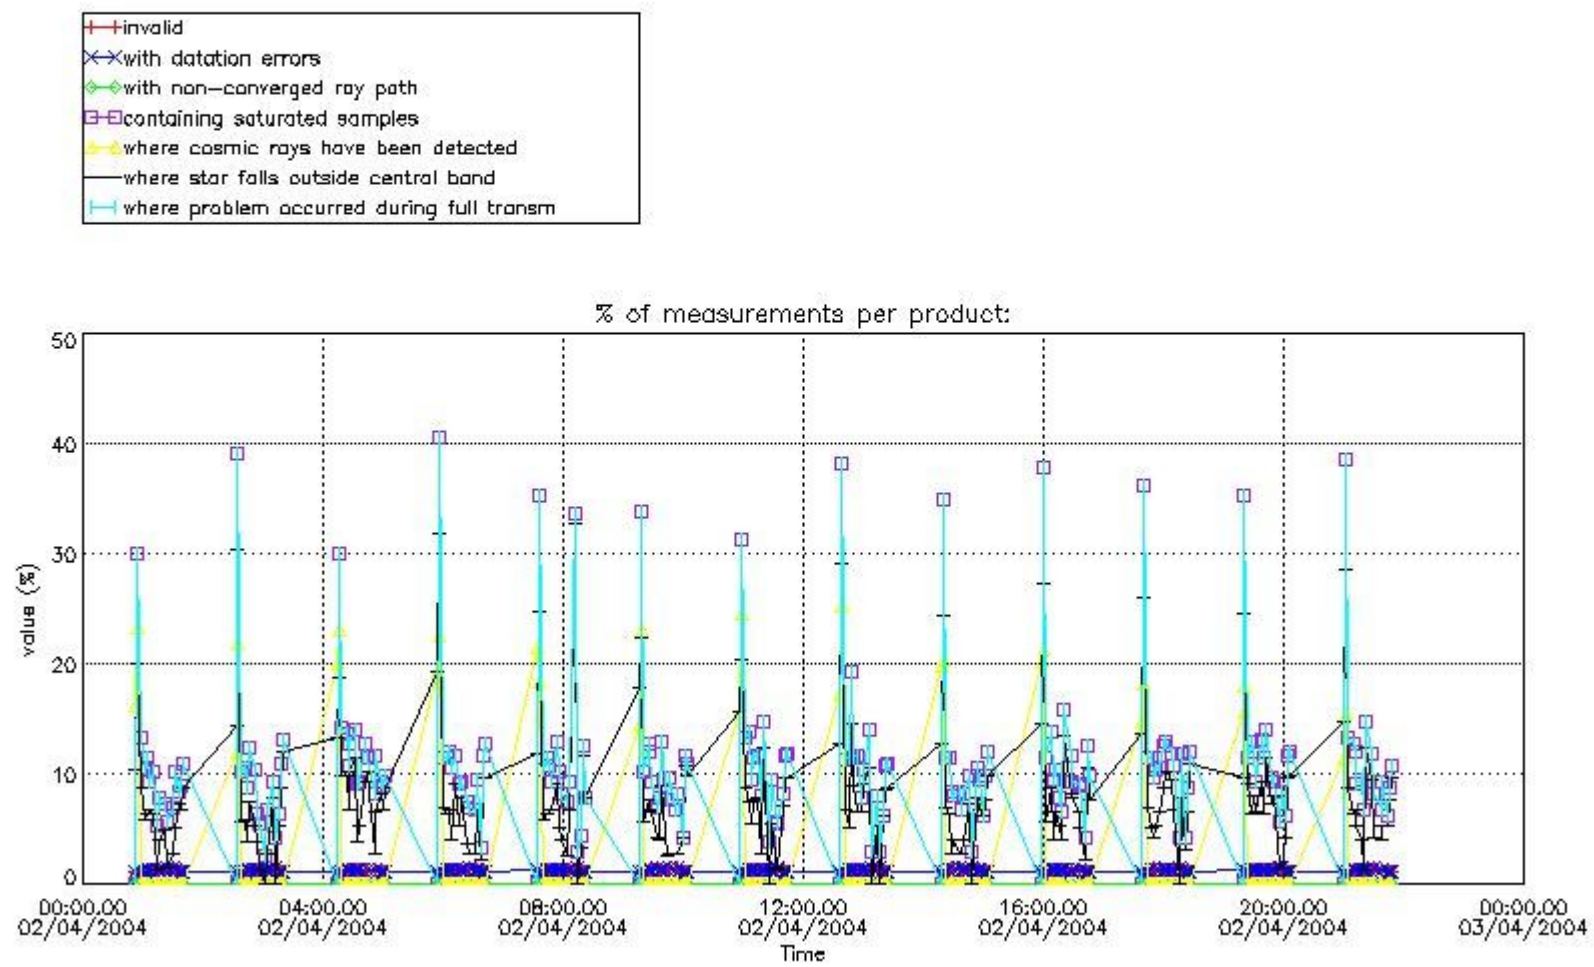 invalid
with datation errors
with non-converged ray path
containing saturated samples
where cosmic rays have been detected
where star falls outside central band
where problem occurred during full transm
% of measurements per product:
50
40
30
20
10
0
value (%)
00:00:00 04:00:00 08:00:00 12:00:00 16:00:00 20:00:00 00:00:00
02/04/2004 02/04/2004 02/04/2004 02/04/2004 02/04/2004 02/04/2004 03/04/2004
Time